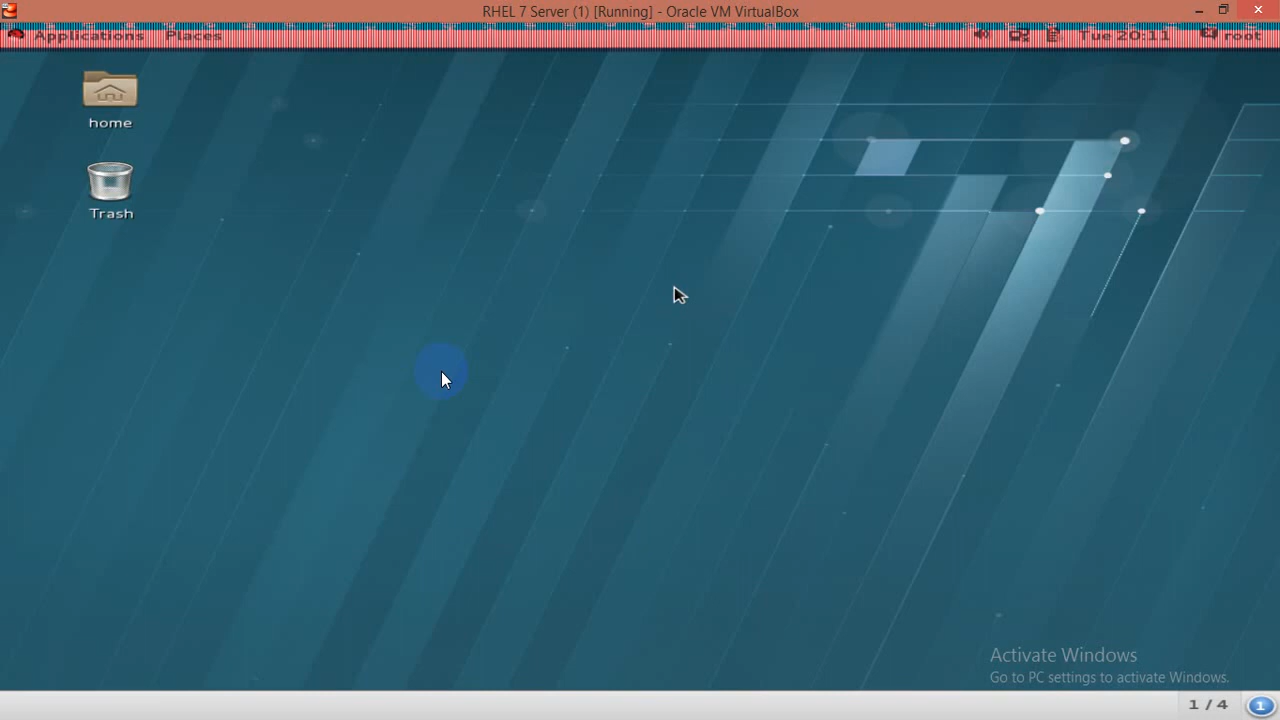 RHEL 7 Server (1) [Running] - Oracle VM VirtualBox
Applications Places Tue 20:11 root
home
Trash
Activate Windows
Go to PC settings to activate Windows.
1 / 4 1